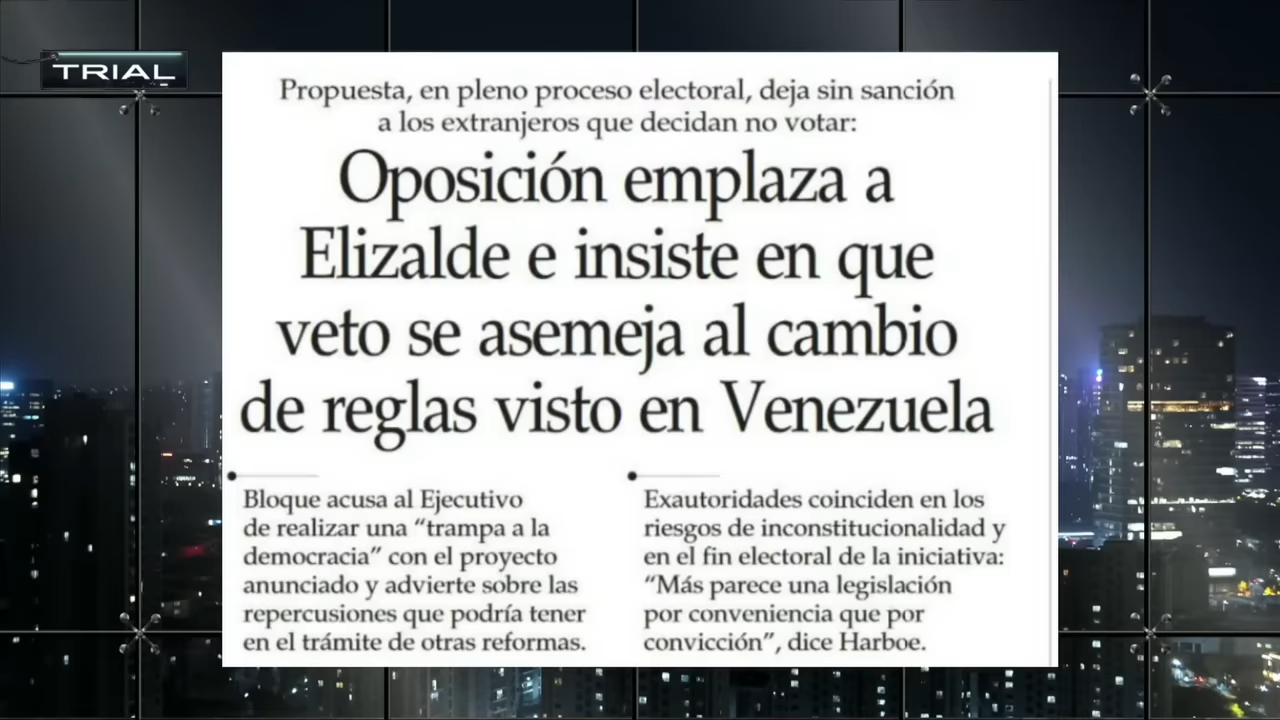 TRIAL
Propuesta, en pleno proceso electoral, deja sin sanción
a los extranjeros que decidan no votar:
Oposición emplaza a
Elizalde e insiste en que
veto se asemeja al cambio
de reglas visto en Venezuela
Bloque acusa al Ejecutivo
de realizar una “trampa a la
democracia” con el proyecto
anunciado y advierte sobre las
repercusiones que podría tener
en el trámite de otras reformas.
Exautoridades coinciden en los
riesgos de inconstitucionalidad y
en el fin electoral de la iniciativa:
“Más parece una legislación
por conveniencia que por
convicción”, dice Harboe.